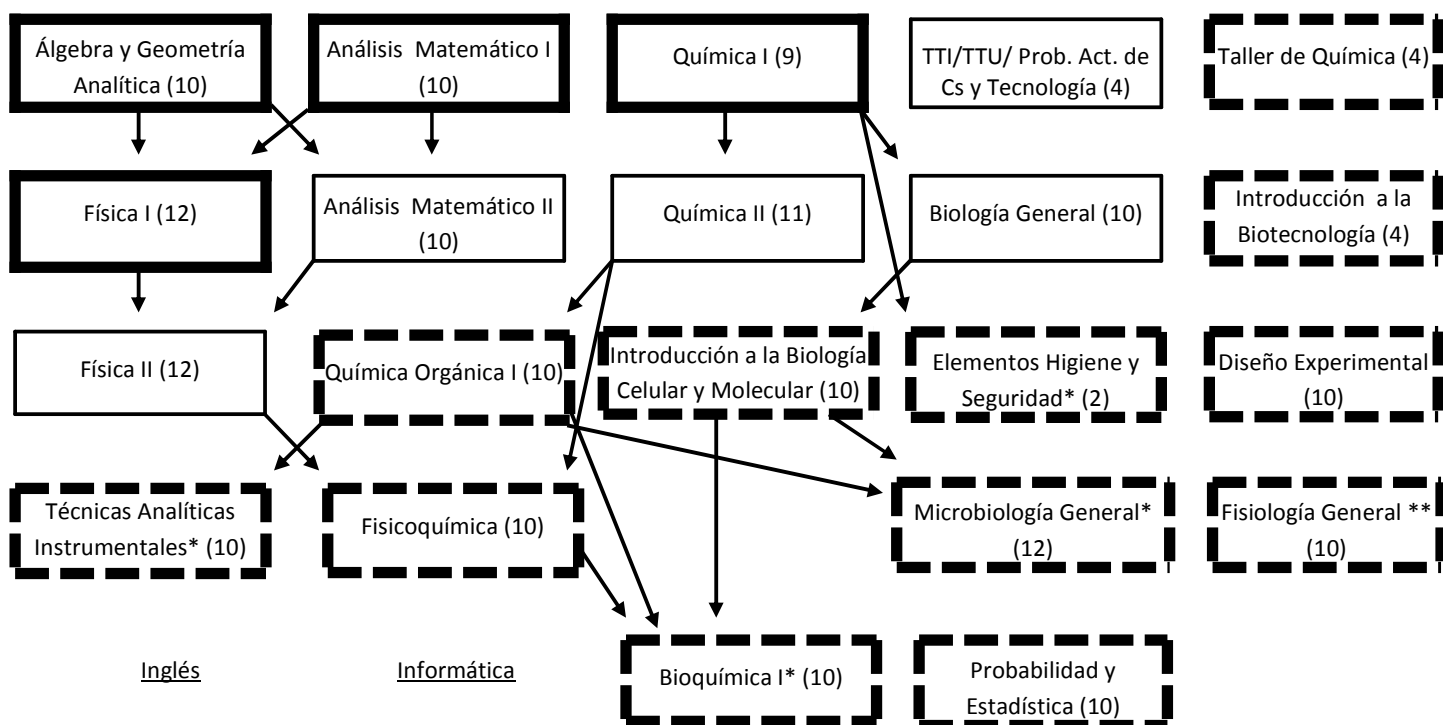 Álgebra y Geometría
Analítica (10)
Análisis Matemático I
(10)
Química I (9)
TTI/TTU/ Prob. Act. de
Cs y Tecnología (4)
Taller de Química (4)
Física I (12)
Análisis Matemático II
(10)
Química II (11)
Biología General (10)
Introducción a la
Biotecnología (4)
Física II (12)
Química Orgánica I (10)
Introducción a la Biología
Celular y Molecular (10)
Elementos Higiene y
Seguridad* (2)
Diseño Experimental
(10)
Técnicas Analíticas
Instrumentales* (10)
Fisicoquímica (10)
Microbiología General*
(12)
Fisiología General **
(10)
Inglés
Informática
Bioquímica I* (10)
Probabilidad y
Estadística (10)